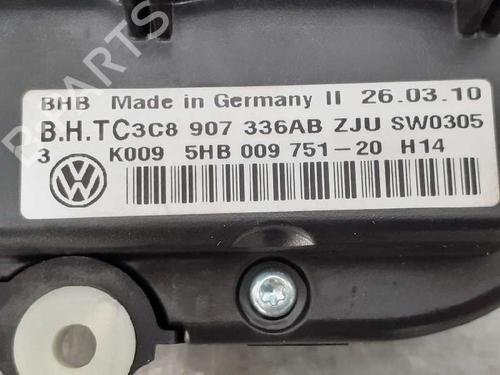 B PARTS
BHB Made in Germany II 26.03.10
B.H.TC3C8 907 336AB ZJU SW0305
3 K009 5HB 009 751-20 H14